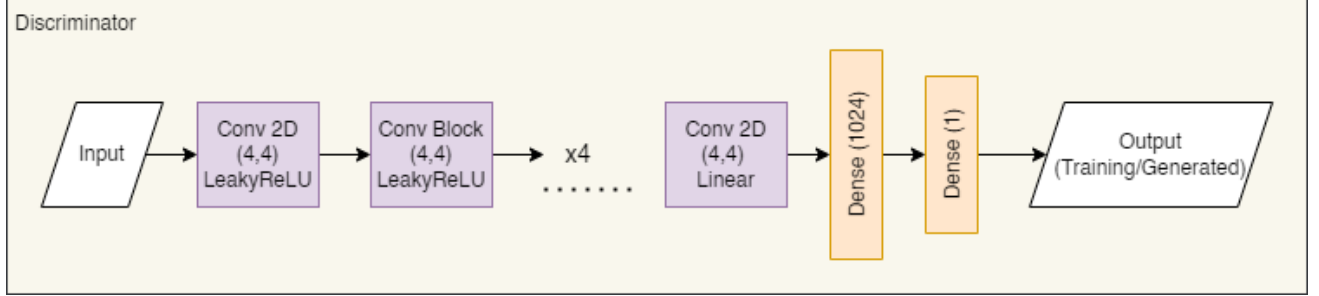 Discriminator
Input
Conv 2D
(4,4)
LeakyReLU
Conv Block
(4,4)
LeakyReLU
x4
.......
Conv 2D
(4,4)
Linear
Dense (1024)
Dense (1)
Output
(Training/Generated)